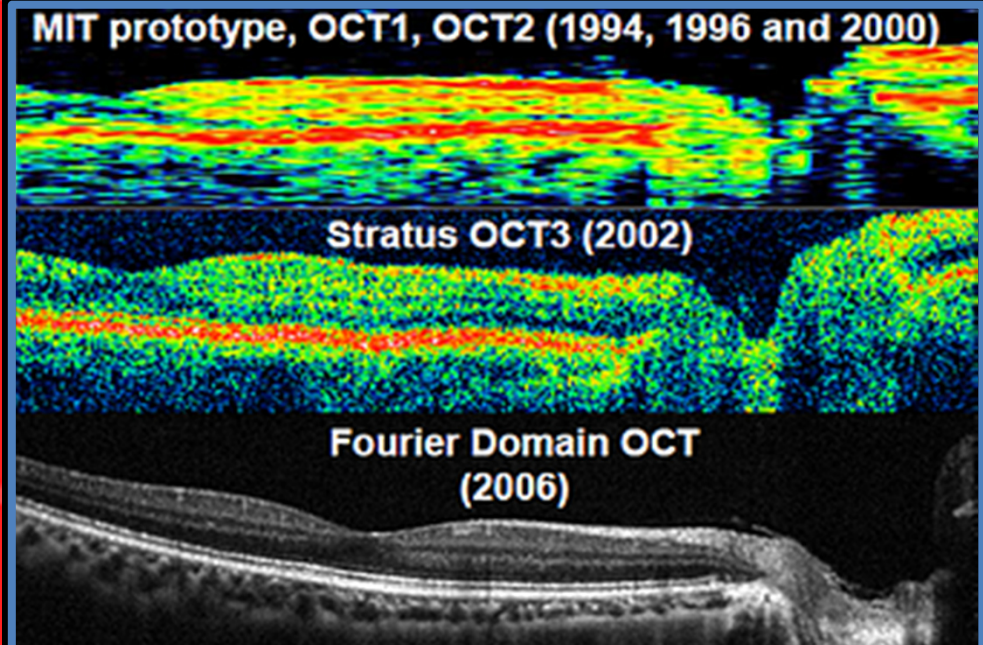 MIT prototype, OCT1, OCT2 (1994, 1996 and 2000)
Stratus OCT3 (2002)
Fourier Domain OCT
(2006)